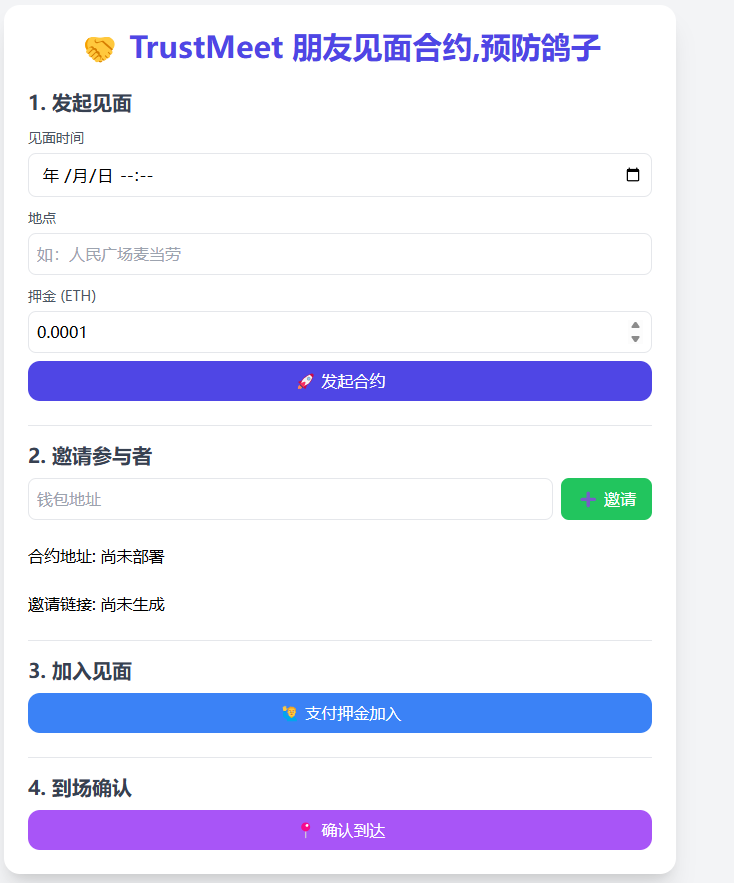 TrustMeet 朋友见面合约,预防鸽子
1. 发起见面
见面时间
年 /月/日 --:--
地点
如：人民广场麦当劳
押金 (ETH)
0.0001
发起合约
2. 邀请参与者
钱包地址
邀请
合约地址: 尚未部署
邀请链接: 尚未生成
3. 加入见面
支付押金加入
4. 到场确认
确认到达